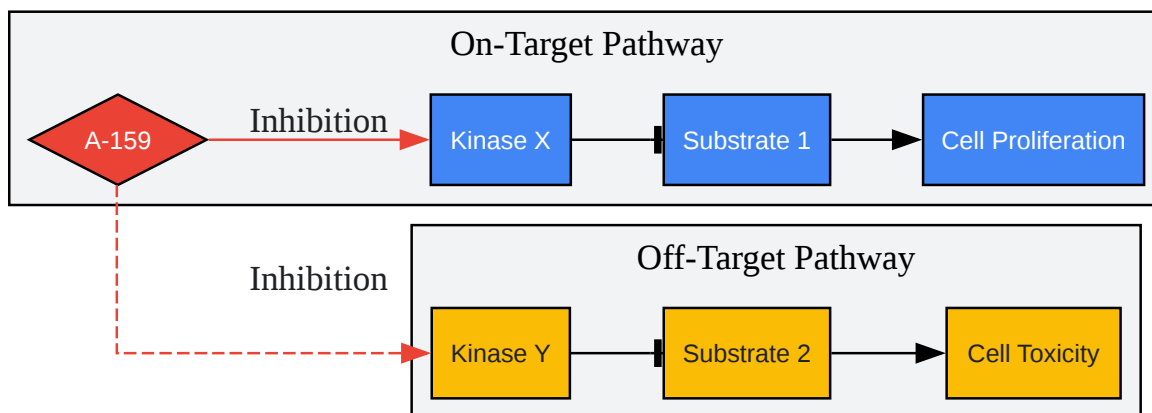 On-Target Pathway
A-159
Inhibition
Kinase X
Substrate 1
Cell Proliferation
Off-Target Pathway
Inhibition
Kinase Y
Substrate 2
Cell Toxicity